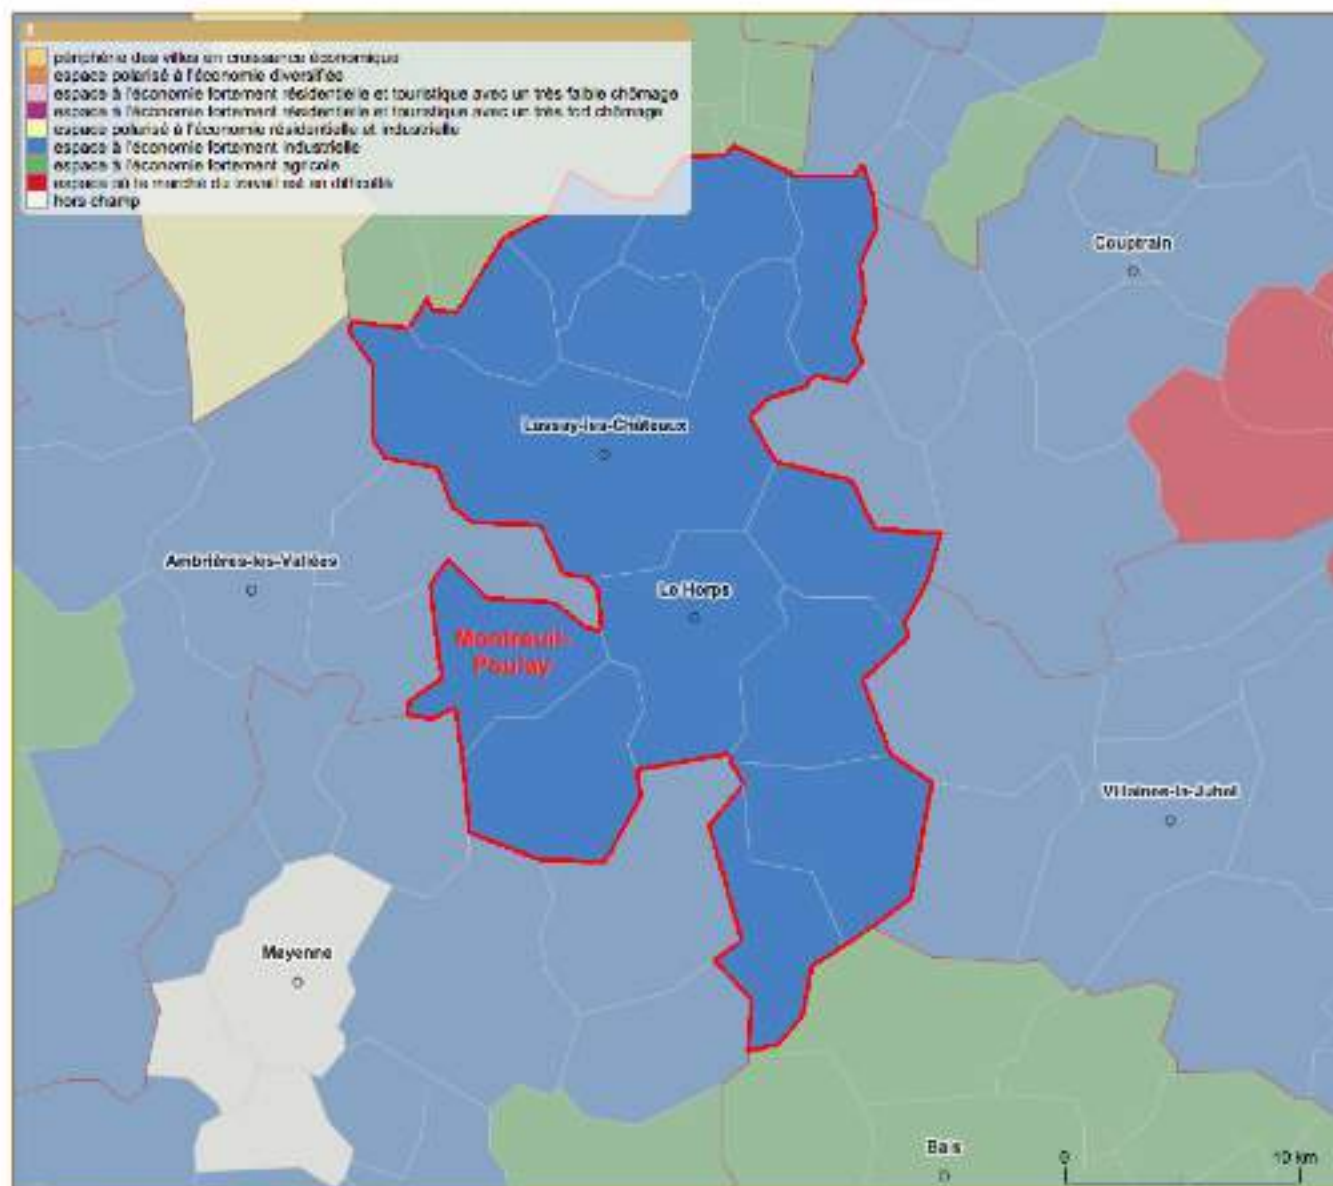 périphérie des villes en croissance économique
espace polarisé à l'économie diversifiée
espace à l'économie fortement résidentielle et touristique avec un très faible chômage
espace à l'économie fortement résidentielle et touristique avec un très fort chômage
espace polarisé à l'économie résidentielle et industrielle
espace à l'économie fortement industrielle
espace à l'économie fortement agricole
espace où le marché du travail est en difficulté
hors champ
Couptrain
Lassay-les-Châteaux
Ambrières-les-Vallées
Le Horps
Montreuil-
Poulay
Villaines-la-Juhel
Mayenne
Bais
0 10 km